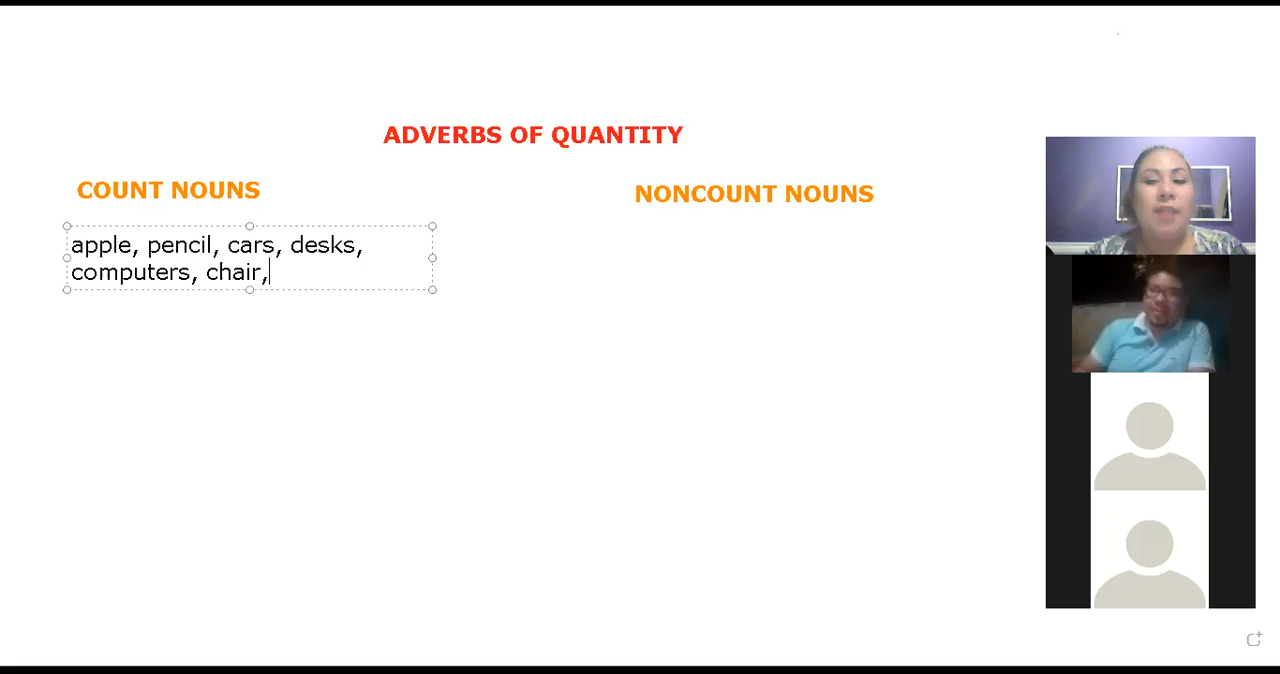 ADVERBS OF QUANTITY
COUNT NOUNS
NONCOUNT NOUNS
apple, pencil, cars, desks,
computers, chair,